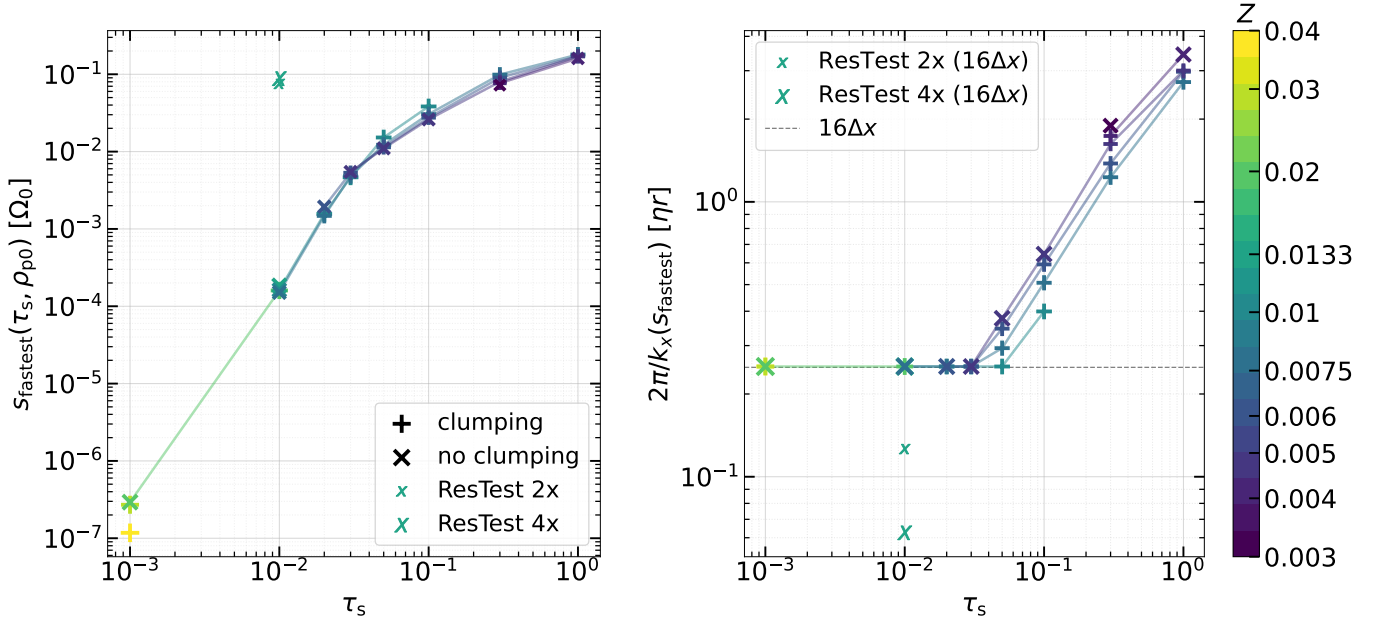 s_fastest(τ_s, ρ_p0) [Ω_0]
10^-1
10^-2
10^-3
10^-4
10^-5
10^-6
10^-7
10^-3
10^-2
10^-1
10^0
τ_s
clumping
no clumping
ResTest 2x
ResTest 4x
2π/k_x(s_fastest) [ηr]
10^0
10^-1
10^-3
10^-2
10^-1
10^0
τ_s
ResTest 2x (16Δx)
ResTest 4x (16Δx)
16Δx
Z
0.04
0.03
0.02
0.0133
0.01
0.0075
0.006
0.005
0.004
0.003